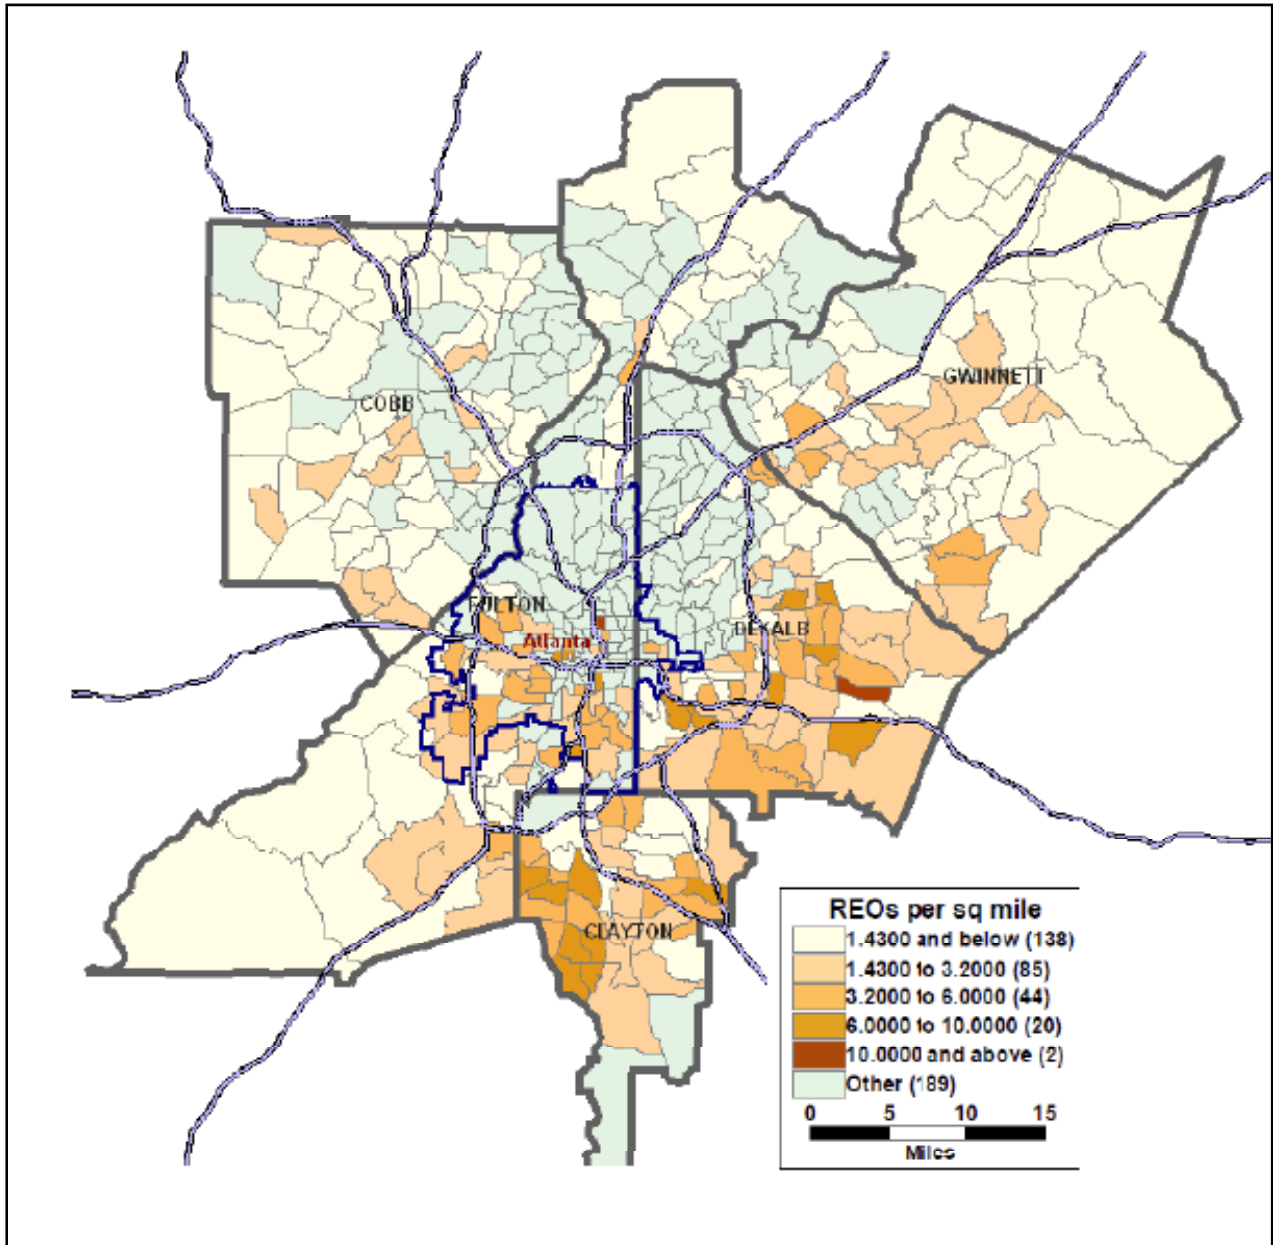 GWINNETT
COBB
FULTON
DEKALB
Atlanta
CLAYTON
REOs per sq mile
1.4300 and below (138)
1.4300 to 3.2000 (85)
3.2000 to 6.0000 (44)
6.0000 to 10.0000 (20)
10.0000 and above (2)
Other (189)
0 5 10 15
Miles